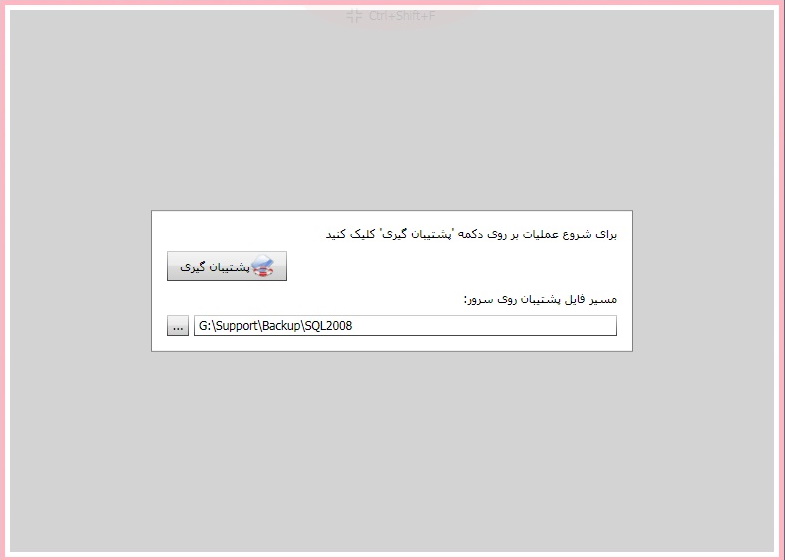 Ctrl+Shift+F
برای شروع عملیات بر روی دکمه "پشتیبان گیری" کلیک کنید
پشتیبان گیری
مسیر فایل پشتیبان روی سرور:
... G:\Support\Backup\SQL2008